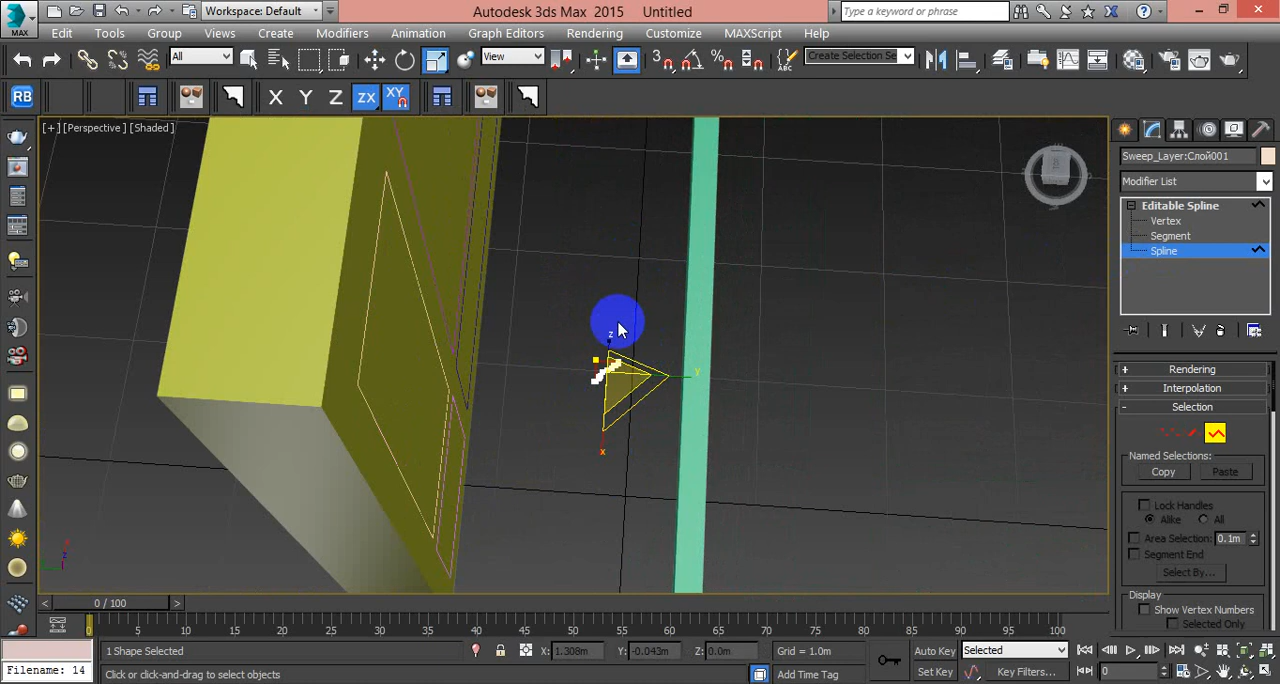 MAX
Workspace: Default
Autodesk 3ds Max 2015 Untitled
Type a keyword or phrase
Edit Tools Group Views Create Modifiers Animation Graph Editors Rendering Customize MAXScript Help
All
View
3
Create Selection Se
RB X Y Z ZX XY
[+] [Perspective ] [Shaded ]
Sweep_Layer:Слой001
Modifier List
Editable Spline
Vertex
Segment
Spline
z
y
x
+ Rendering
+ Interpolation
- Selection
Named Selections:
Copy Paste
Lock Handles
Alike All
Area Selection: 0.1m
Segment End
Select By...
Display
Show Vertex Numbers
Selected Only
0 / 100
0 5 10 15 20 25 30 35 40 45 50 55 60 65 70 75 80 85 90 95 100
1 Shape Selected X: 1.308m Y: -0.043m Z: 0.0m Grid = 1.0m Auto Key Selected
Filename: 14 Click or click-and-drag to select objects Add Time Tag Set Key Key Filters... 0